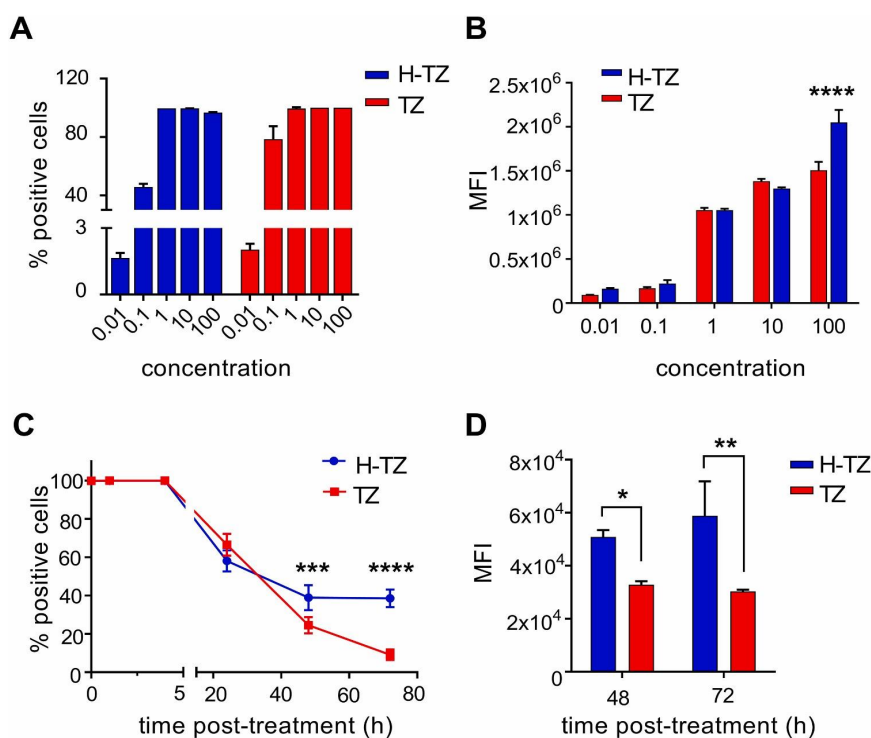 A
H-TZ
TZ
120
80
40
3
0
% positive cells
0.01 0.1 1 10 100 0.01 0.1 1 10 100
concentration
B
H-TZ
TZ
****
2.5x10⁶
2x10⁶
1.5x10⁶
1x10⁶
0.5x10⁶
0
MFI
0.01 0.1 1 10 100
concentration
C
H-TZ
TZ
100
80
60
40
20
0
% positive cells
*** ****
0 5 20 40 60 80
time post-treatment (h)
D
H-TZ
TZ
* **
8x10⁴
6x10⁴
4x10⁴
2x10⁴
0
MFI
48 72
time post-treatment (h)